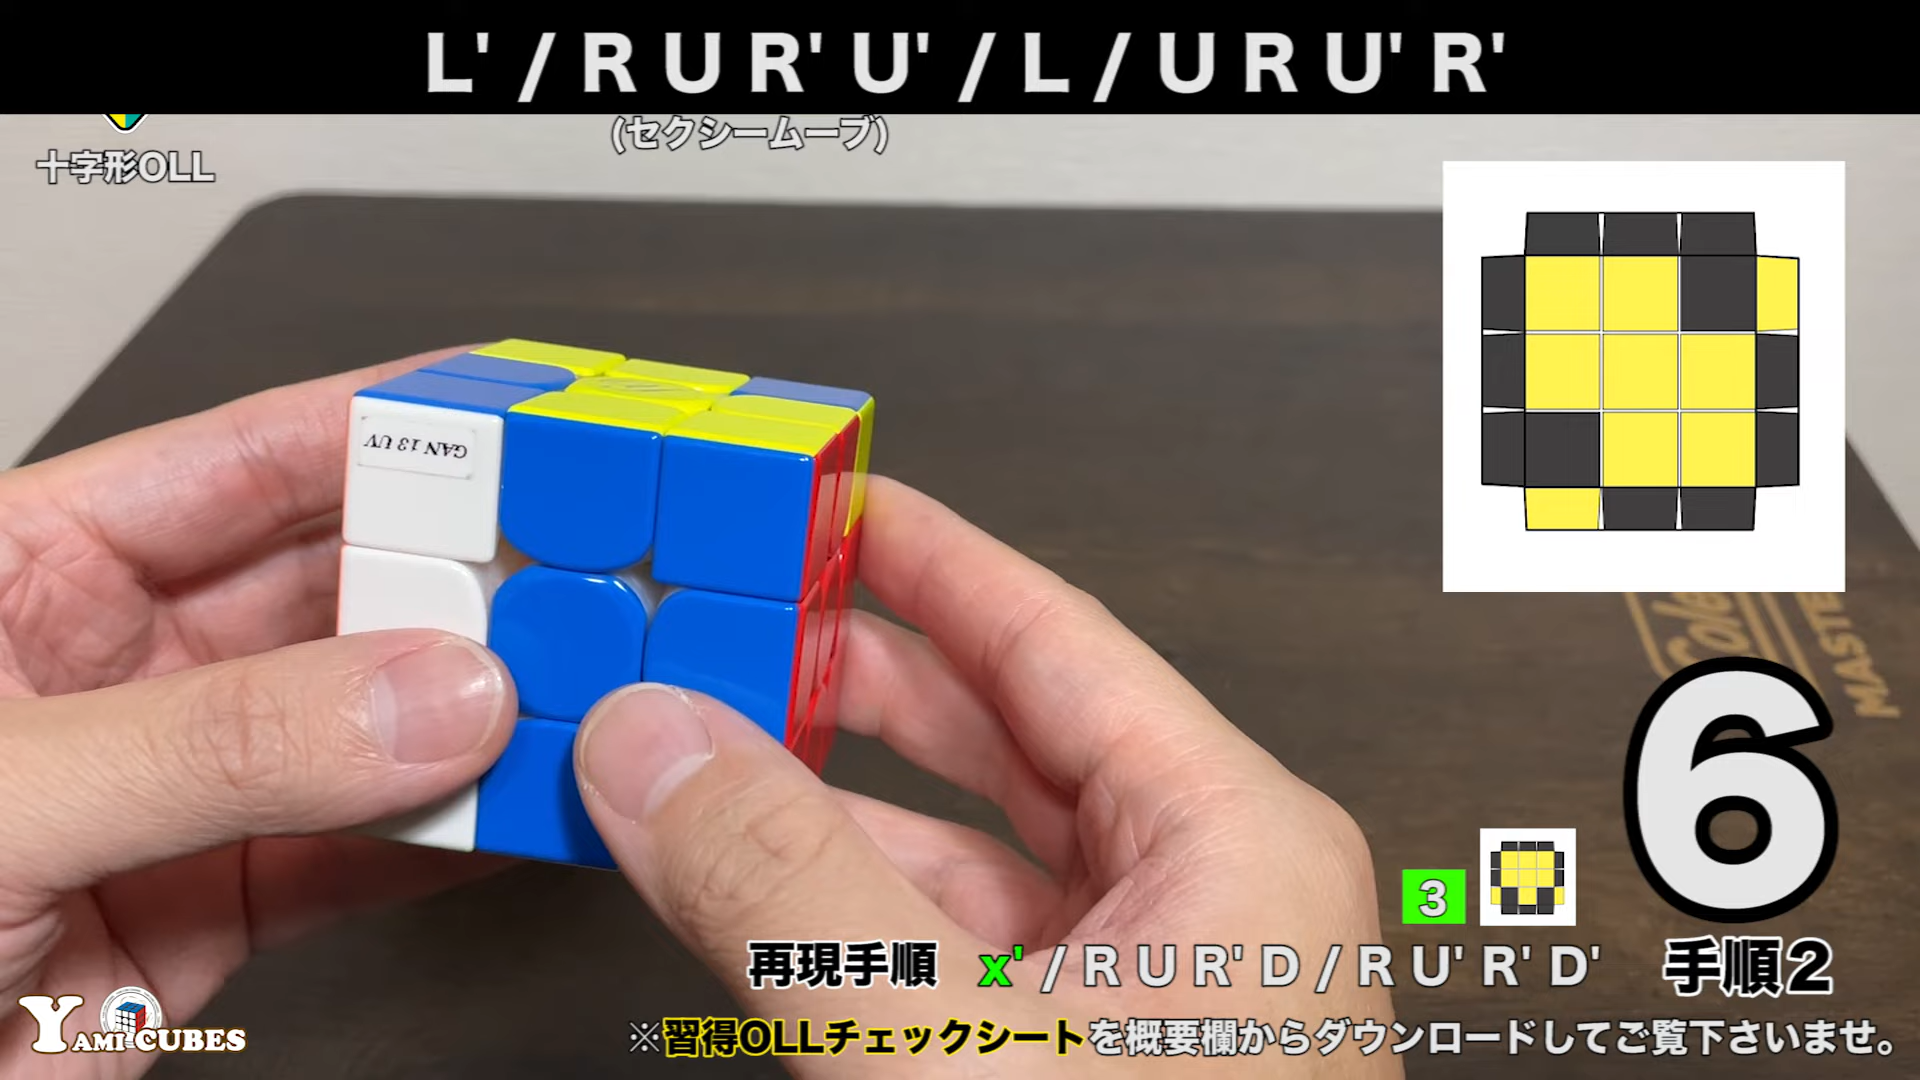 L' / R U R' U' / L / U R U' R'
(セクシームーブ)
十字形OLL
GAN 13 UV
MASTE
6
3
再現手順 x' / R U R' D / R U' R' D' 手順2
YAMI CUBES
※習得OLLチェックシートを概要欄からダウンロードしてご覧下さいませ。